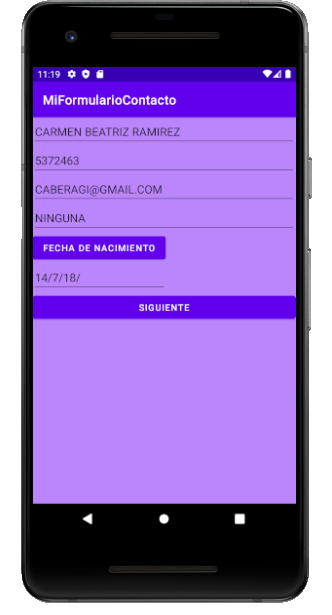 11:19
MiFormularioContacto
CARMEN BEATRIZ RAMIREZ
5372463
CABERAGI@GMAIL.COM
NINGUNA
FECHA DE NACIMIENTO
14/7/18/
SIGUIENTE